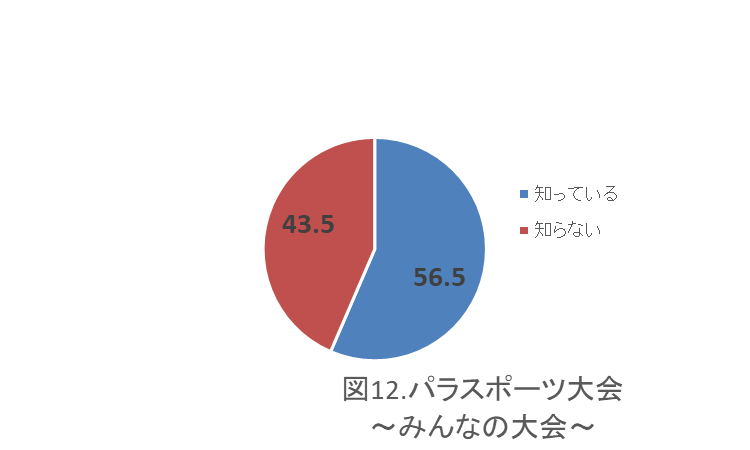 知っている
43.5
知らない
56.5
図12.パラスポーツ大会
～みんなの大会～